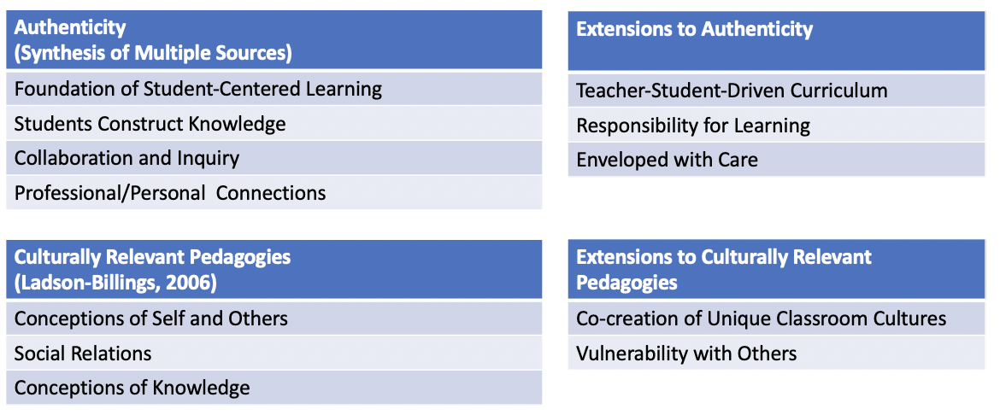 Authenticity
(Synthesis of Multiple Sources)
Foundation of Student-Centered Learning
Students Construct Knowledge
Collaboration and Inquiry
Professional/Personal  Connections
Extensions to Authenticity
Teacher-Student-Driven Curriculum
Responsibility for Learning
Enveloped with Care
Culturally Relevant Pedagogies
(Ladson-Billings, 2006)
Conceptions of Self and Others
Social Relations
Conceptions of Knowledge
Extensions to Culturally Relevant
Pedagogies
Co-creation of Unique Classroom Cultures
Vulnerability with Others